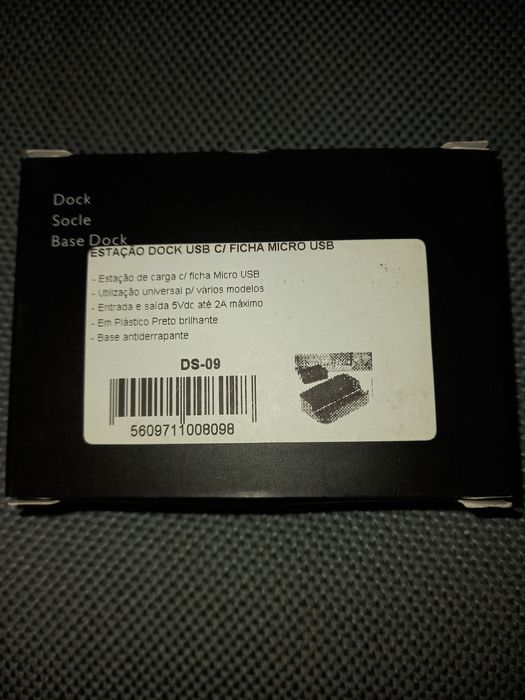 Dock
Socle
Base Dock
ESTAÇÃO DOCK USB C/ FICHA MICRO USB
- Estação de carga c/ ficha Micro USB
- Utilização universal p/ vários modelos
- Entrada e saída 5Vdc até 2A máximo
- Em Plástico Preto brilhante
- Base antiderrapante
DS-09
5609711008098